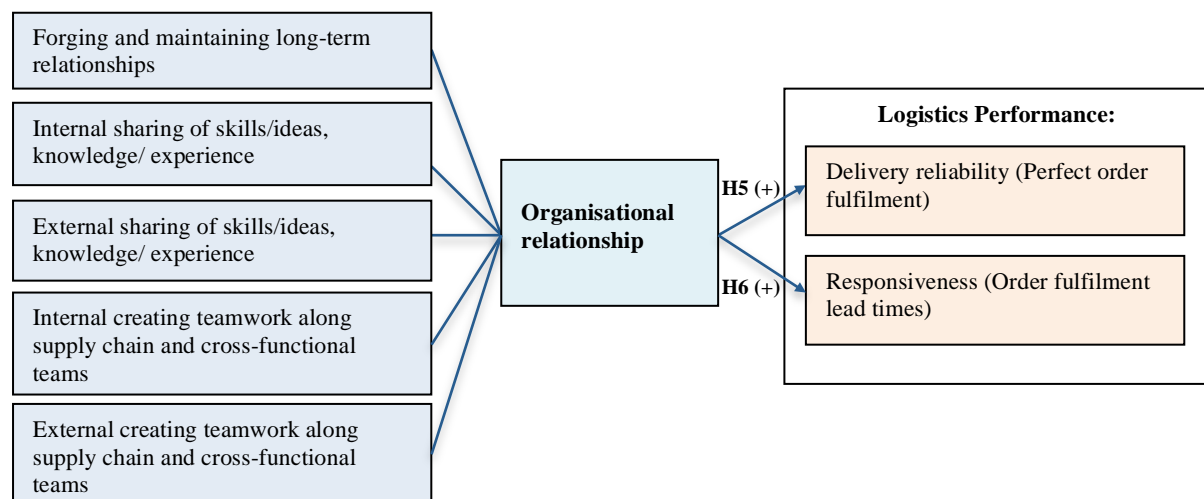 Forging and maintaining long-term
relationships
Internal sharing of skills/ideas,
knowledge/ experience
External sharing of skills/ideas,
knowledge/ experience
Internal creating teamwork along
supply chain and cross-functional
teams
External creating teamwork along
supply chain and cross-functional
teams
Organisational
relationship
H5 (+)
H6 (+)
Logistics Performance:
Delivery reliability (Perfect order
fulfilment)
Responsiveness (Order fulfilment
lead times)